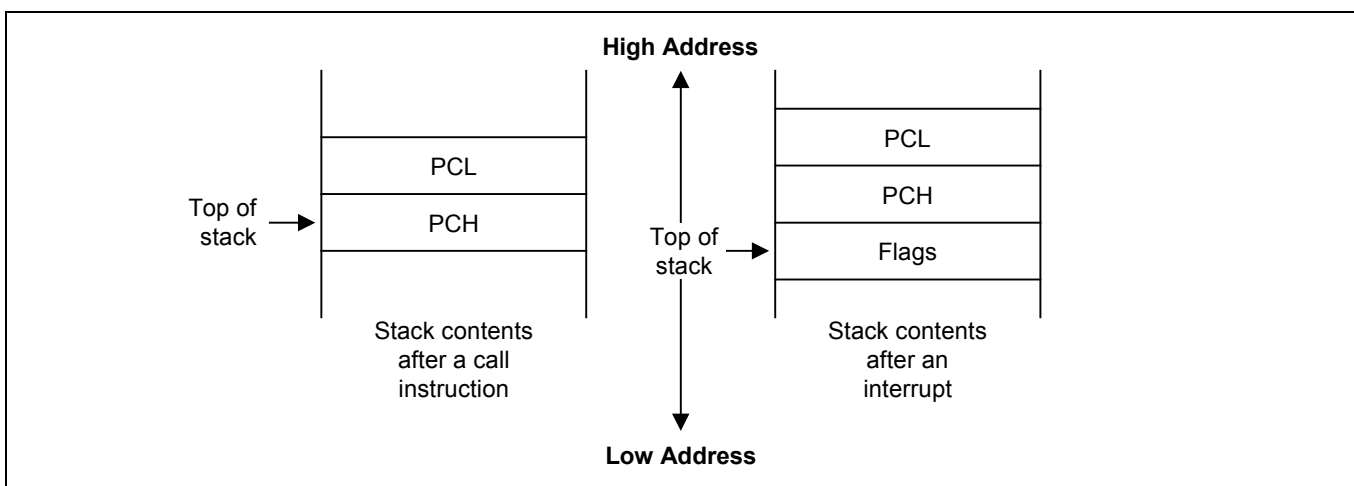 High Address
PCL
PCH
Top of
stack
Stack contents
after a call
instruction
PCL
PCH
Flags
Top of
stack
Stack contents
after an
interrupt
Low Address